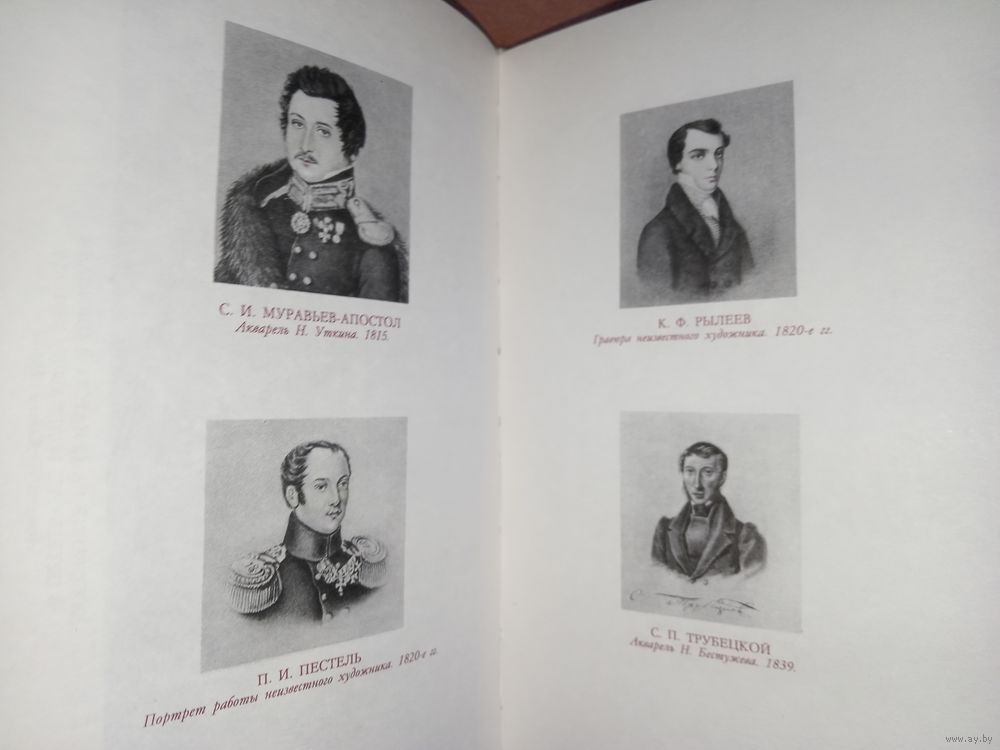 С. И. МУРАВЬЕВ-АПОСТОЛ
Акварель Н. Уткина. 1815.
П. И. ПЕСТЕЛЬ
Портрет работы неизвестного художника. 1820-е гг.
К. Ф. РЫЛЕЕВ
Гравюра неизвестного художника. 1820-е гг.
С. П. ТРУБЕЦКОЙ
Акварель Н. Бестужева. 1839.
www.ay.by